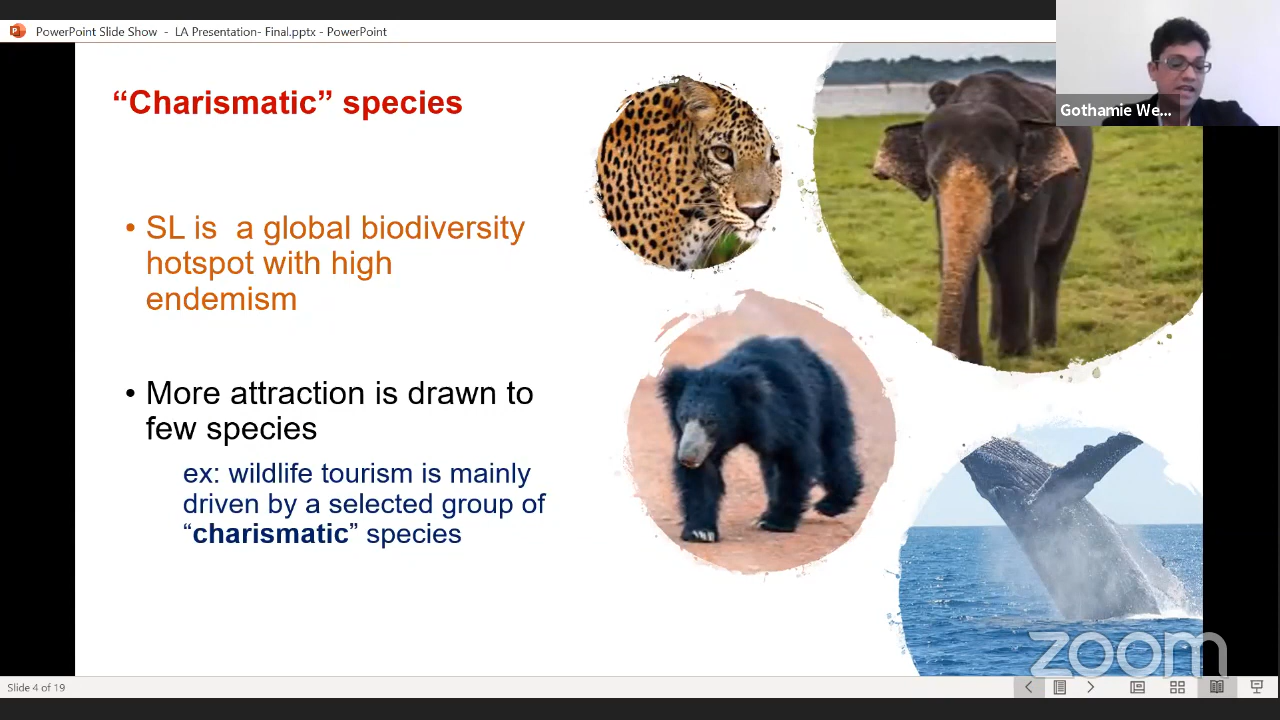 PowerPoint Slide Show - LA Presentation- Final.pptx - PowerPoint
Gothamie We...
“Charismatic” species
• SL is a global biodiversity
hotspot with high
endemism
• More attraction is drawn to
few species
ex: wildlife tourism is mainly
driven by a selected group of
“charismatic” species
zoom
Slide 4 of 19